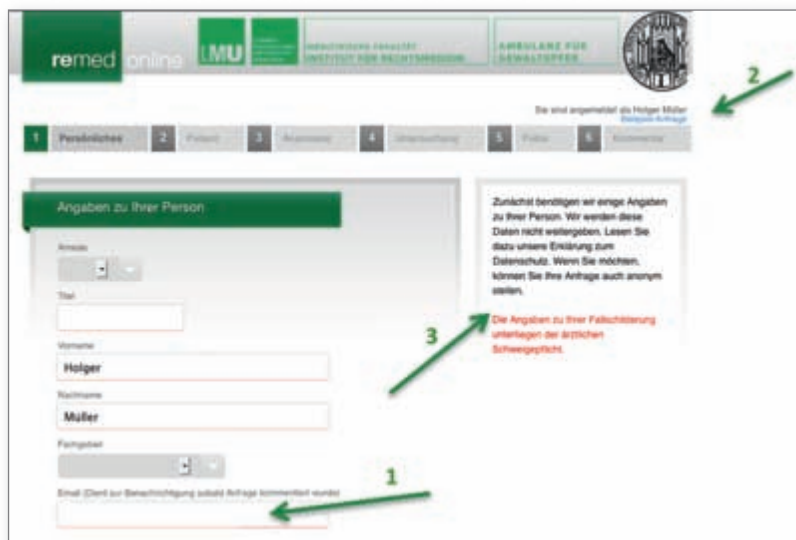 remed online
LMU
MEDIZINISCHE FAKULTÄT
INSTITUT FÜR RECHTSMEDIZIN
AMBULANZ FÜR
GEWALTOPFER
2
Sie sind angemeldet als Holger Müller
Beispiel-Anfrage
1 Persönliches 2 Patient 3 Anamnese 4 Untersuchung 5 Fotos 6 Kommentar
Angaben zu Ihrer Person
Anrede
Titel
Vorname
Holger
Nachname
Müller
Fachgebiet
Email (Dient zur Benachrichtigung sobald Anfrage kommentiert wurde)
1
Zunächst benötigen wir einige Angaben
zu Ihrer Person. Wir werden diese
Daten nicht weitergeben. Lesen Sie
dazu unsere Erklärung zum
Datenschutz. Wenn Sie möchten,
können Sie Ihre Anfrage auch anonym
stellen.
3
Die Angaben zu Ihrer Fallschilderung
unterliegen der ärztlichen
Schweigepflicht.